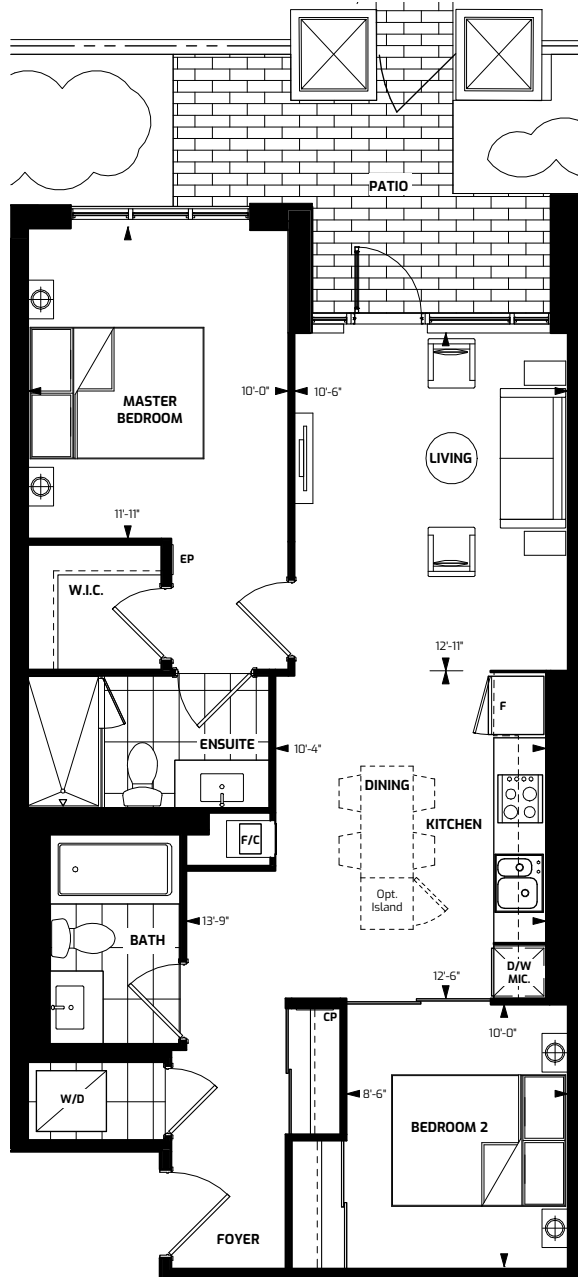 PATIO
MASTER
BEDROOM
10'-0"
10'-6"
LIVING
11'-11"
EP
W.I.C.
12'-11"
F
ENSUITE
10'-4"
DINING
KITCHEN
F/C
Opt.
Island
13'-9"
BATH
D/W
MIC.
12'-6"
CP
10'-0"
W/D
8'-6"
BEDROOM 2
FOYER